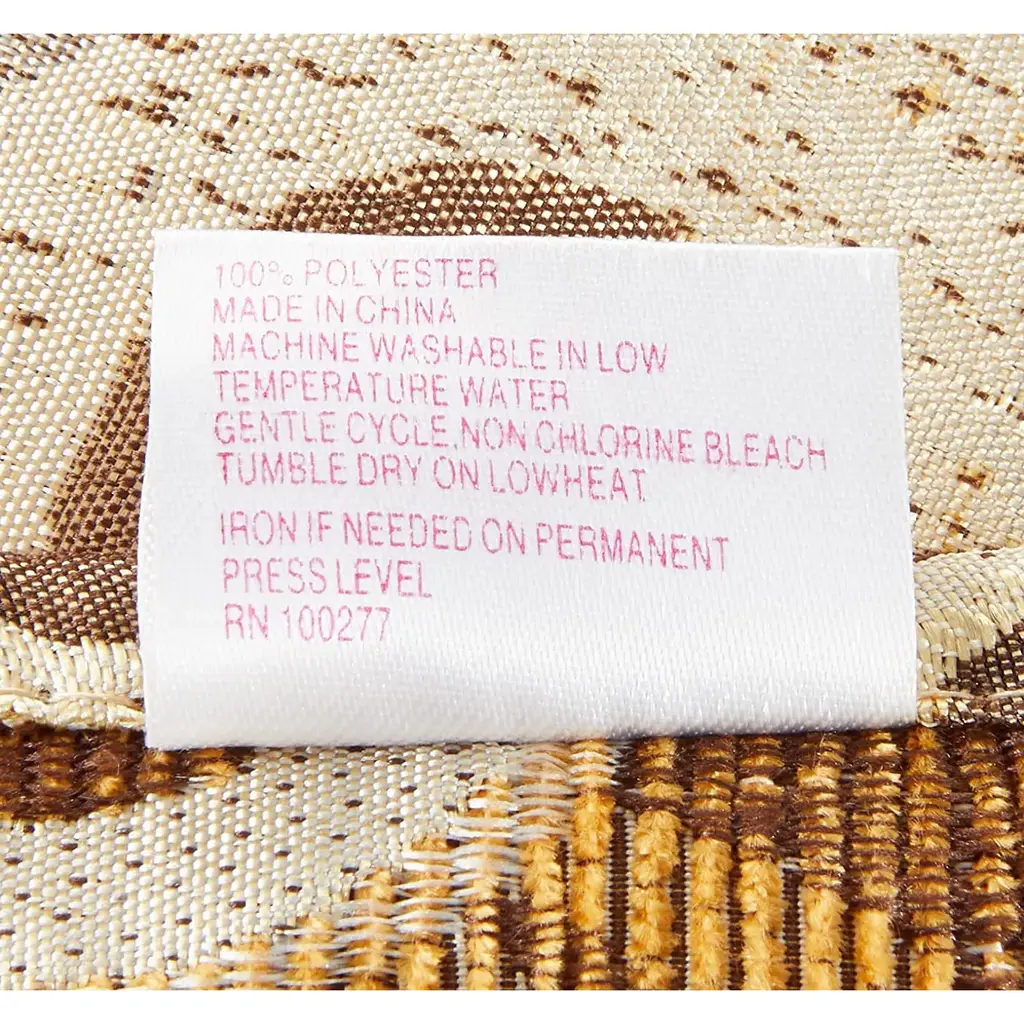 100% POLYESTER
MADE IN CHINA
MACHINE WASHABLE IN LOW
TEMPERATURE WATER
GENTLE CYCLE.NON CHLORINE BLEACH
TUMBLE DRY ON LOWHEAT.
IRON IF NEEDED ON PERMANENT
PRESS LEVEL
RN 100277